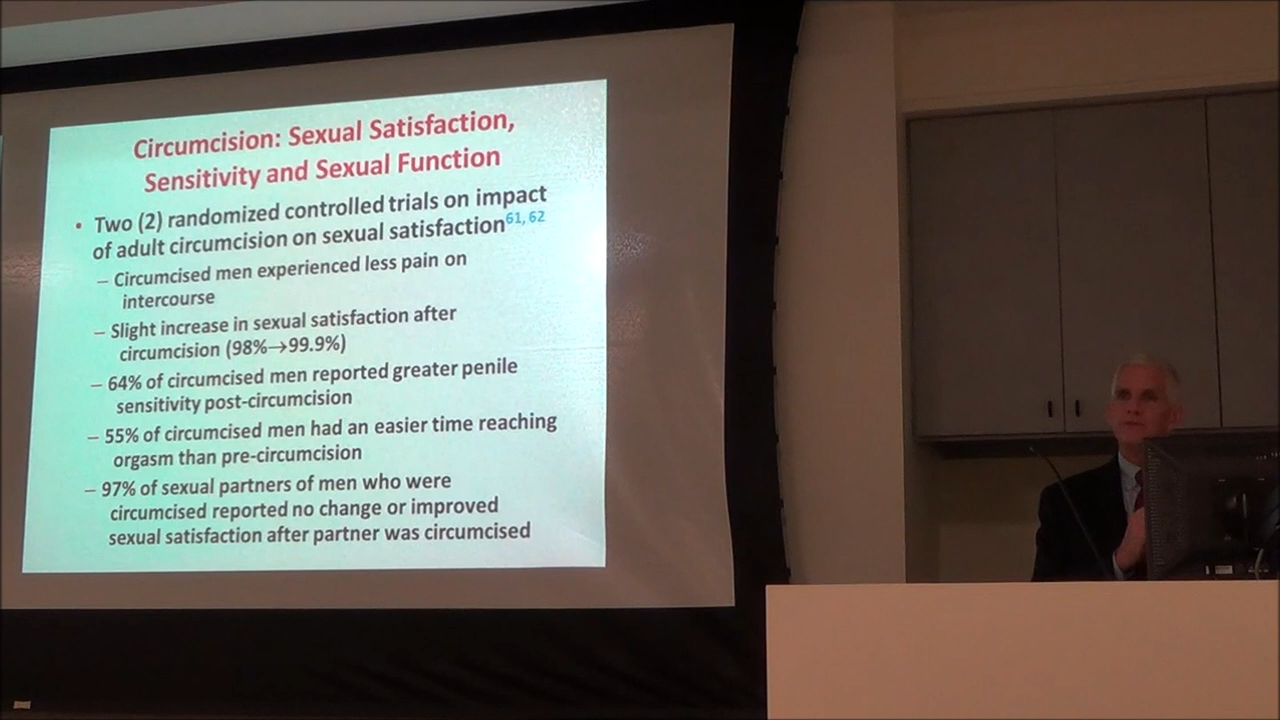 Circumcision: Sexual Satisfaction,
Sensitivity and Sexual Function
• Two (2) randomized controlled trials on impact
of adult circumcision on sexual satisfaction61, 62
– Circumcised men experienced less pain on
intercourse
– Slight increase in sexual satisfaction after
circumcision (98%→99.9%)
– 64% of circumcised men reported greater penile
sensitivity post-circumcision
– 55% of circumcised men had an easier time reaching
orgasm than pre-circumcision
– 97% of sexual partners of men who were
circumcised reported no change or improved
sexual satisfaction after partner was circumcised